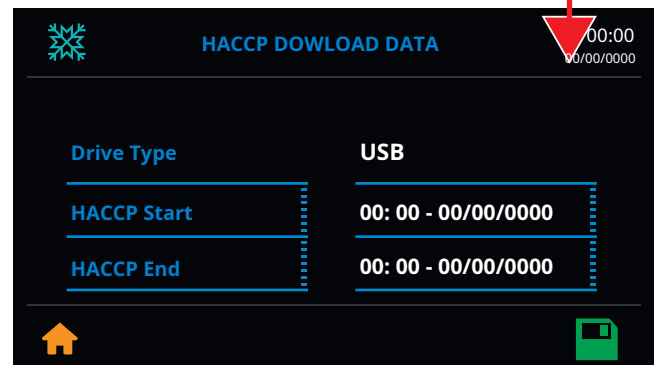 HACCP DOWLOAD DATA
00:00
00/00/0000
Drive Type USB
HACCP Start 00: 00 - 00/00/0000
HACCP End 00: 00 - 00/00/0000